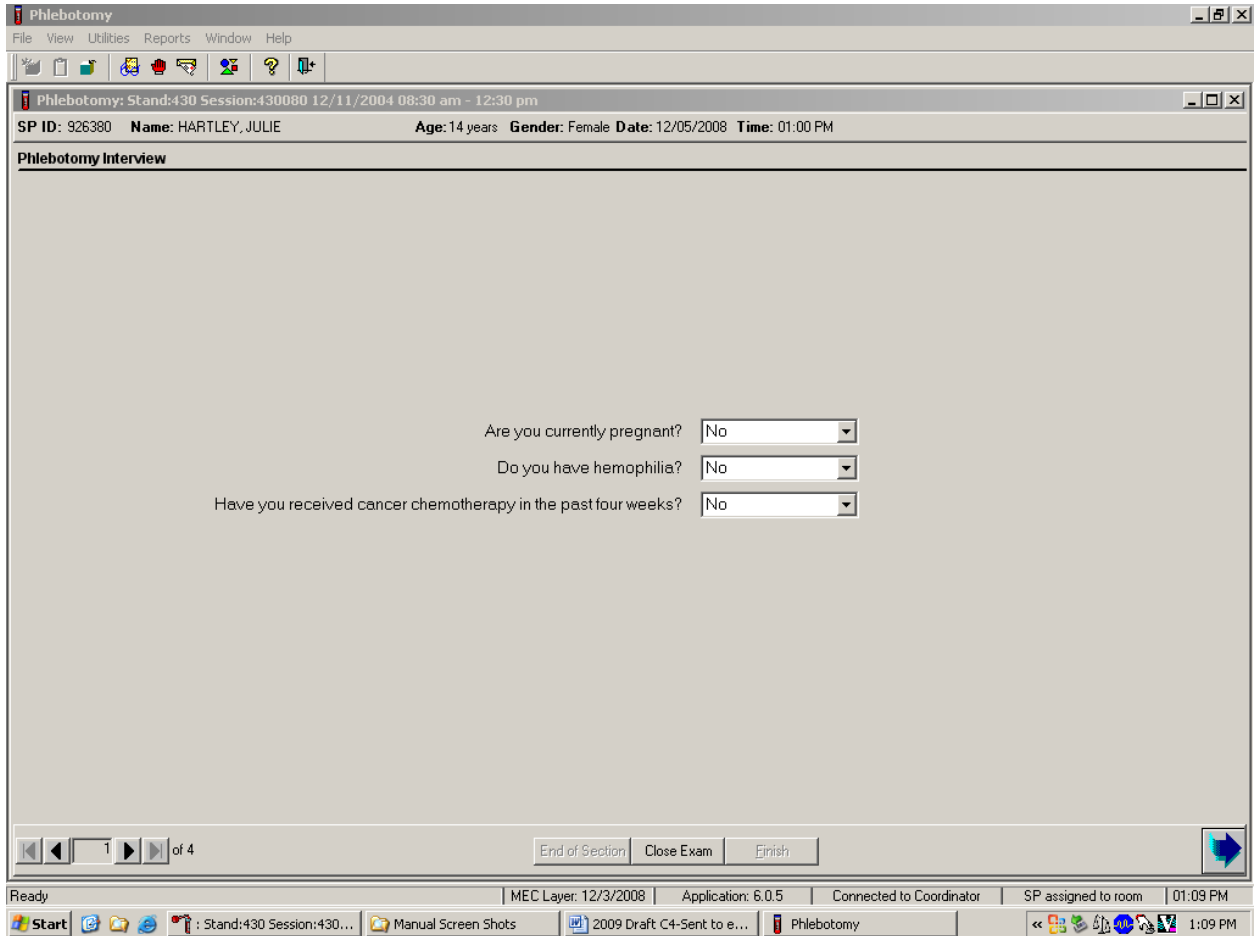 Phlebotomy
File View Utilities Reports Window Help
Phlebotomy: Stand:430 Session:430080 12/11/2004 08:30 am - 12:30 pm
SP ID: 926380 Name: HARTLEY, JULIE Age: 14 years Gender: Female Date: 12/05/2008 Time: 01:00 PM
Phlebotomy Interview
Are you currently pregnant? No
Do you have hemophilia? No
Have you received cancer chemotherapy in the past four weeks? No
1 of 4 End of Section Close Exam Finish
Ready MEC Layer: 12/3/2008 Application: 6.0.5 Connected to Coordinator SP assigned to room 01:09 PM
Start : Stand:430 Session:430... Manual Screen Shots 2009 Draft C4-Sent to e... Phlebotomy « 1:09 PM